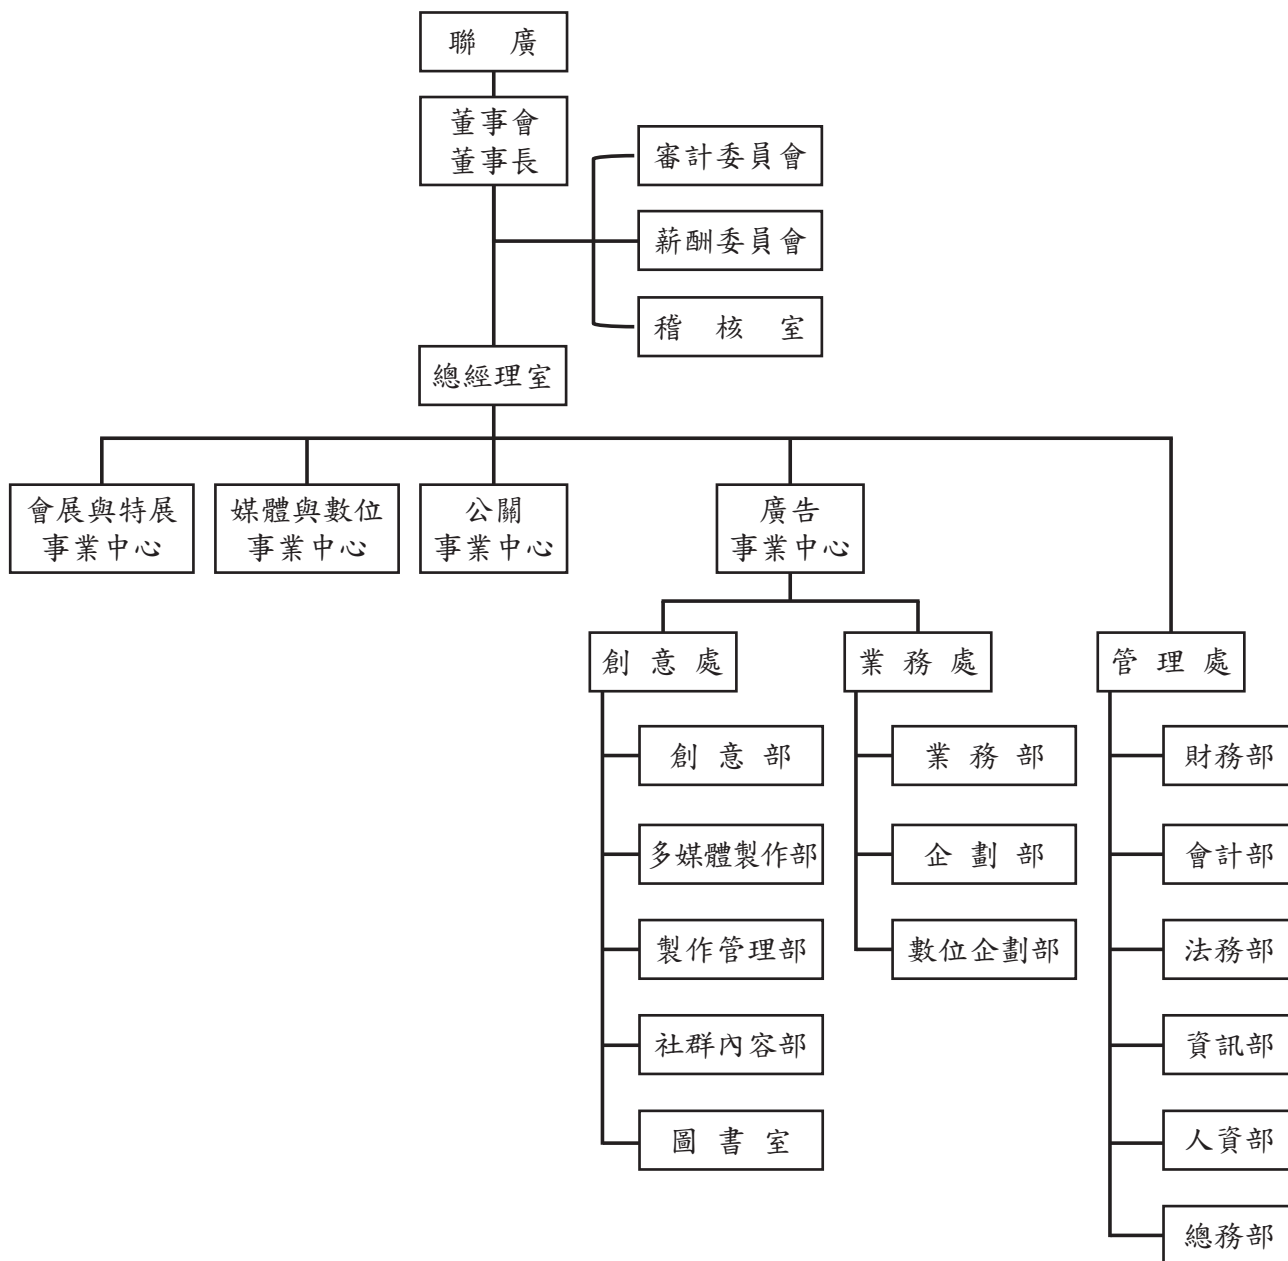 聯廣
董事會
董事長
審計委員會
薪酬委員會
稽核室
總經理室
會展與特展
事業中心
媒體與數位
事業中心
公關
事業中心
廣告
事業中心
創意處
業務處
管理處
創意部
業務部
財務部
多媒體製作部
企劃部
會計部
製作管理部
數位企劃部
法務部
社群內容部
資訊部
圖書室
人資部
總務部